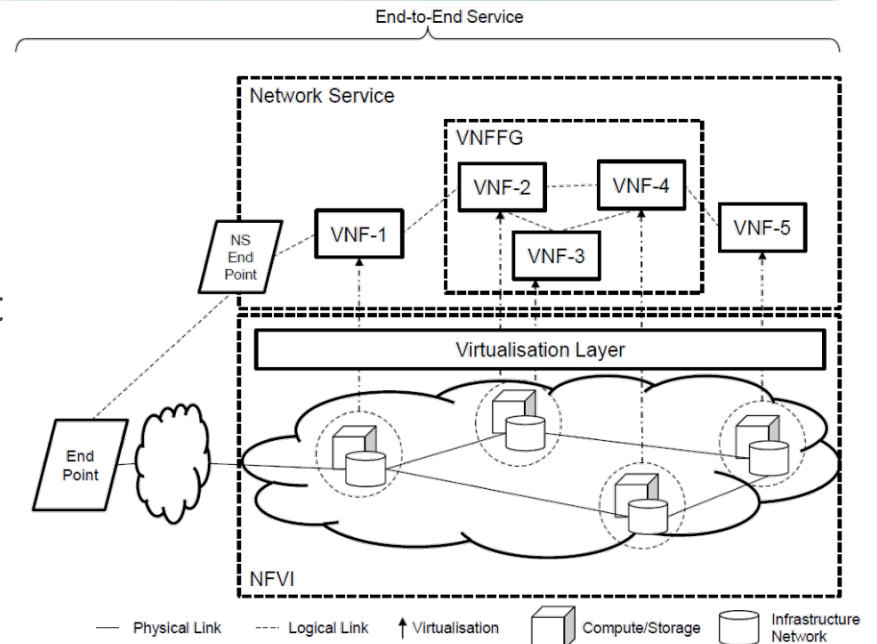 End-to-End Service
Network Service
VNFFG
VNF-2
VNF-4
VNF-1
VNF-5
NS
End
Point
VNF-3
t
Virtualisation Layer
End
Point
NFVI
Physical Link
Logical Link
Virtualisation
Compute/Storage
Infrastructure
Network